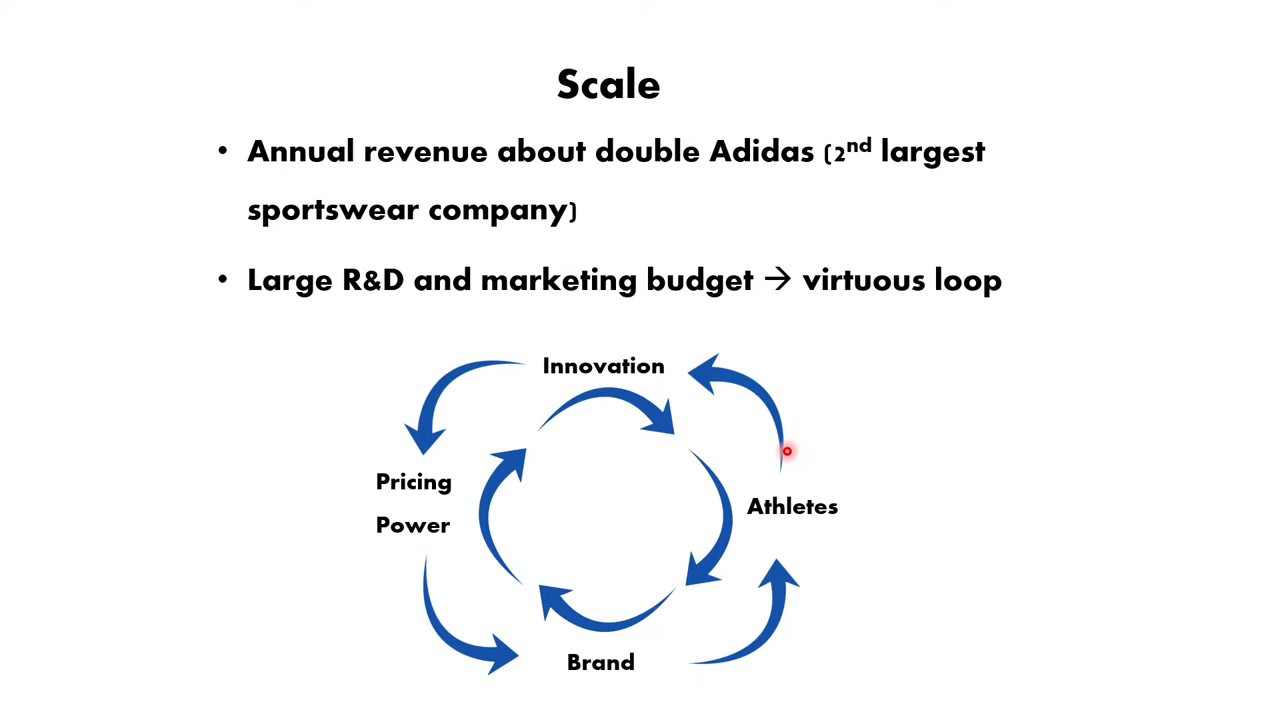 Scale
• Annual revenue about double Adidas (2nd largest
sportswear company)
• Large R&D and marketing budget → virtuous loop
Innovation
Pricing
Power
Athletes
Brand